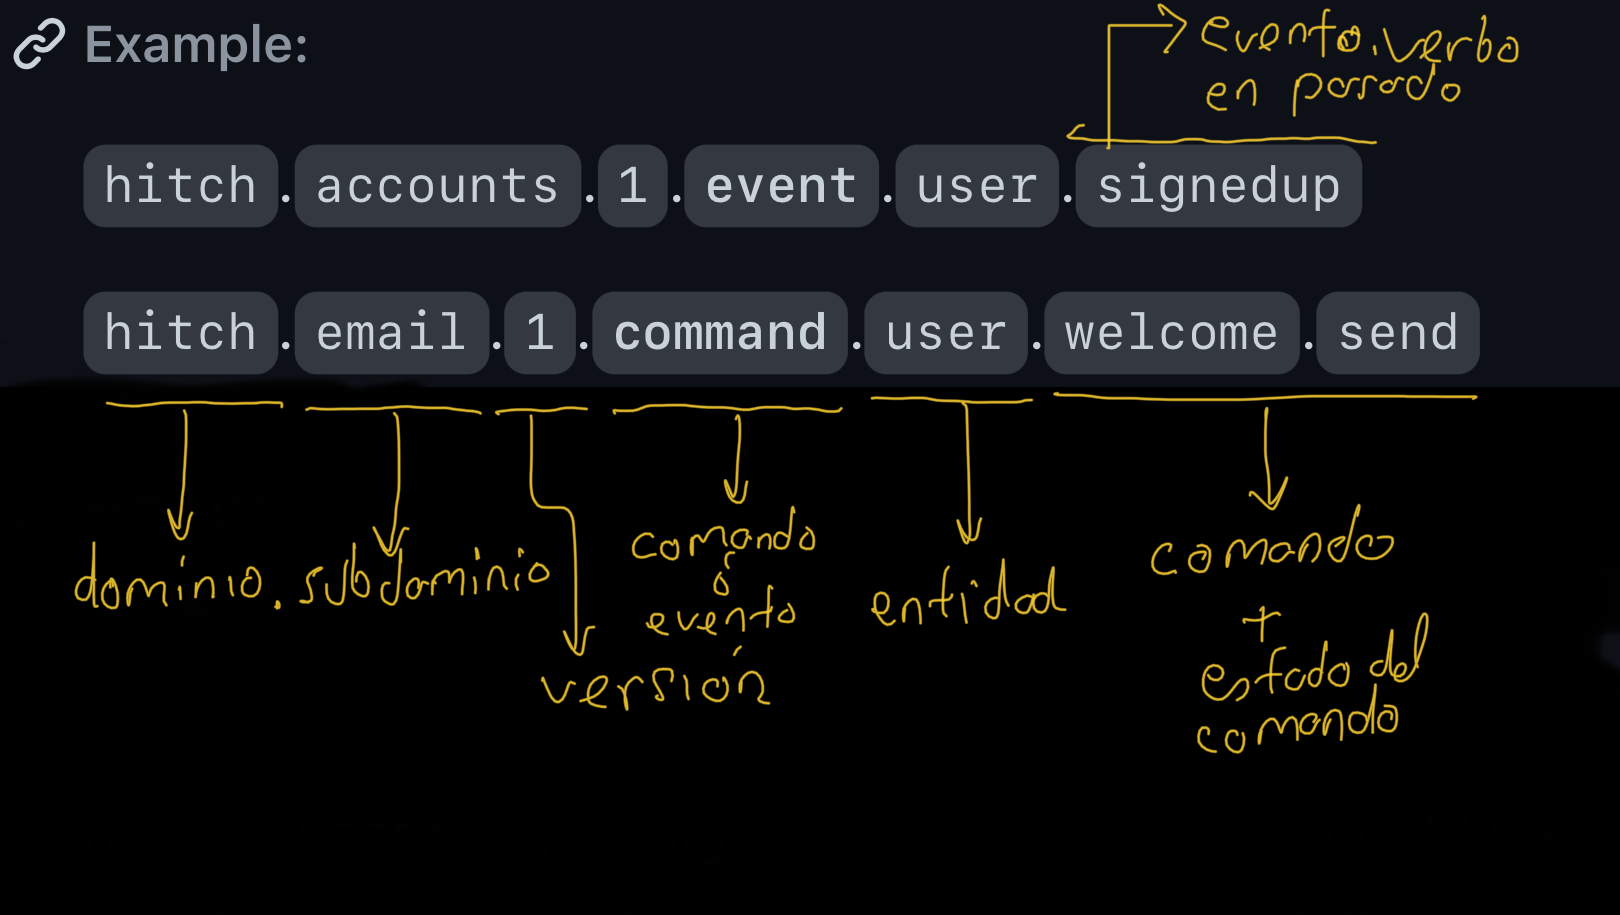 Example:
evento.verbo
en pasado
hitch.accounts.1.event.user.signedup
hitch.email.1.command.user.welcome.send
dominio. subdominio
versión
comando
ó
evento
entidad
comando
+
estado del
comando